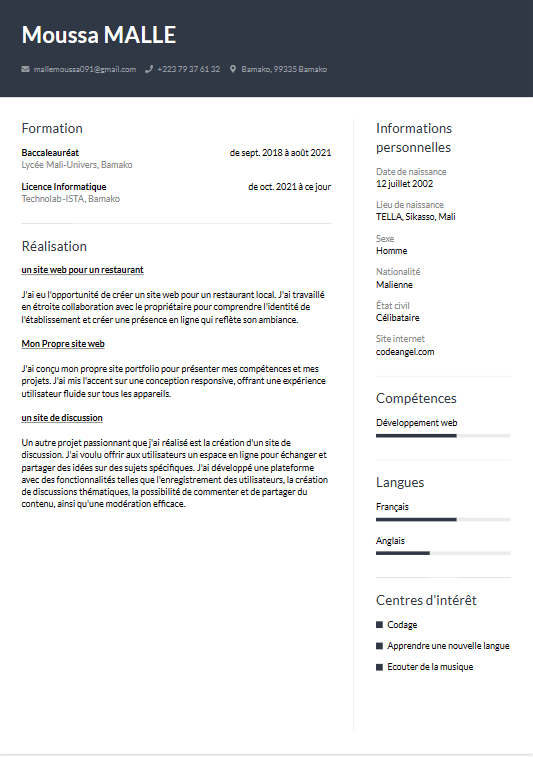 Moussa MALLE
mallemoussa091@gmail.com +223 79 37 61 32 Bamako, 99335 Bamako
Formation
Baccaleauréat de sept. 2018 à août 2021
Lycée Mali-Univers, Bamako
Licence Informatique de oct. 2021 à ce jour
Technolab-ISTA, Bamako
Réalisation
un site web pour un restaurant
J'ai eu l'opportunité de créer un site web pour un restaurant local. J'ai travaillé
en étroite collaboration avec le propriétaire pour comprendre l'identité de
l'établissement et créer une présence en ligne qui reflète son ambiance.
Mon Propre site web
J'ai conçu mon propre site portfolio pour présenter mes compétences et mes
projets. J'ai mis l'accent sur une conception responsive, offrant une expérience
utilisateur fluide sur tous les appareils.
un site de discussion
Un autre projet passionnant que j'ai réalisé est la création d'un site de
discussion. J'ai voulu offrir aux utilisateurs un espace en ligne pour échanger et
partager des idées sur des sujets spécifiques. J'ai développé une plateforme
avec des fonctionnalités telles que l'enregistrement des utilisateurs, la création
de discussions thématiques, la possibilité de commenter et de partager du
contenu, ainsi qu'une modération efficace.
Informations
personnelles
Date de naissance
12 juillet 2002
Lieu de naissance
TELLA, Sikasso, Mali
Sexe
Homme
Nationalité
Malienne
État civil
Célibataire
Site internet
codeangel.com
Compétences
Développement web
Langues
Français
Anglais
Centres d'intérêt
Codage
Apprendre une nouvelle langue
Ecouter de la musique